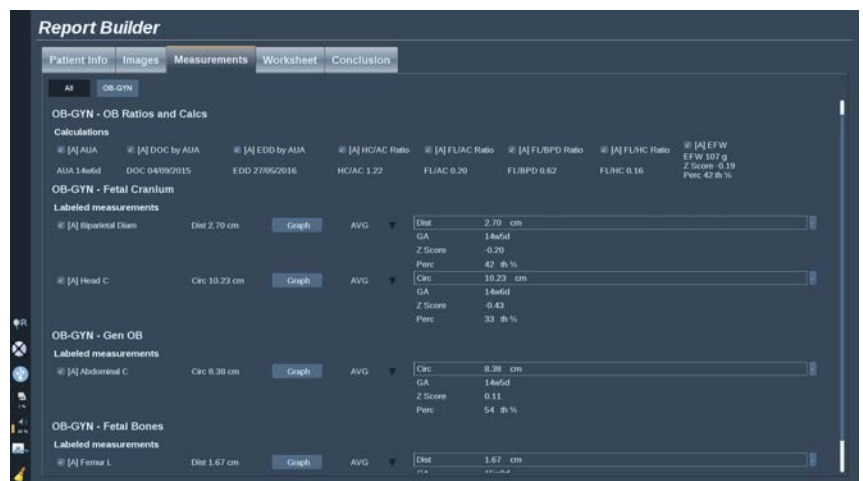 Report Builder
Patient Info Images Measurements Worksheet Conclusion
All OB-GYN
OB-GYN - OB Ratios and Calcs
Calculations
[A] AUA [A] DOC by AUA [A] EDD by AUA [A] HC/AC Ratio [A] FL/AC Ratio [A] FL/BPD Ratio [A] FL/HC Ratio [A] EFW
AUA 14w6d DOC 04/09/2015 EDD 27/05/2016 HC/AC 1.22 FL/AC 0.20 FL/BPD 0.62 FL/HC 0.16 EFW 107 g
Z Score -0.19
Perc 42 th %
OB-GYN - Fetal Cranium
Labeled measurements
[A] Biparietal Diam Dist 2.70 cm Graph AVG Dist 2.70 cm
GA 14w5d
Z Score -0.20
Perc 42 th %
[A] Head C Circ 10.23 cm Graph AVG Circ 10.23 cm
GA 14w6d
Z Score -0.43
Perc 33 th %
OB-GYN - Gen OB
Labeled measurements
[A] Abdominal C Circ 8.38 cm Graph AVG Circ 8.38 cm
GA 14w5d
Z Score 0.11
Perc 54 th %
OB-GYN - Fetal Bones
Labeled measurements
[A] Femur L Dist 1.67 cm Graph AVG Dist 1.67 cm